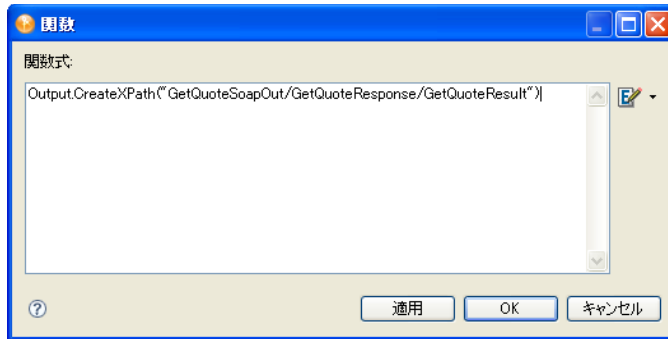 関数
関数式:
Output.CreateXPath("GetQuoteSoapOut/GetQuoteResponse/GetQuoteResult")
適用
OK
キャンセル